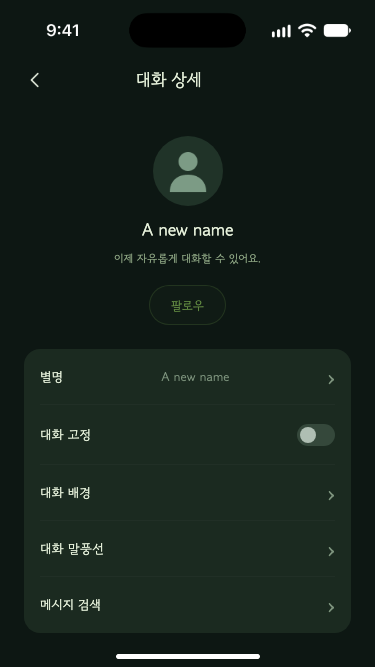 9:41
대화 상세
A new name
이제 자유롭게 대화할 수 있어요.
팔로우
별명 A new name
대화 고정
대화 배경
대화 말풍선
메시지 검색